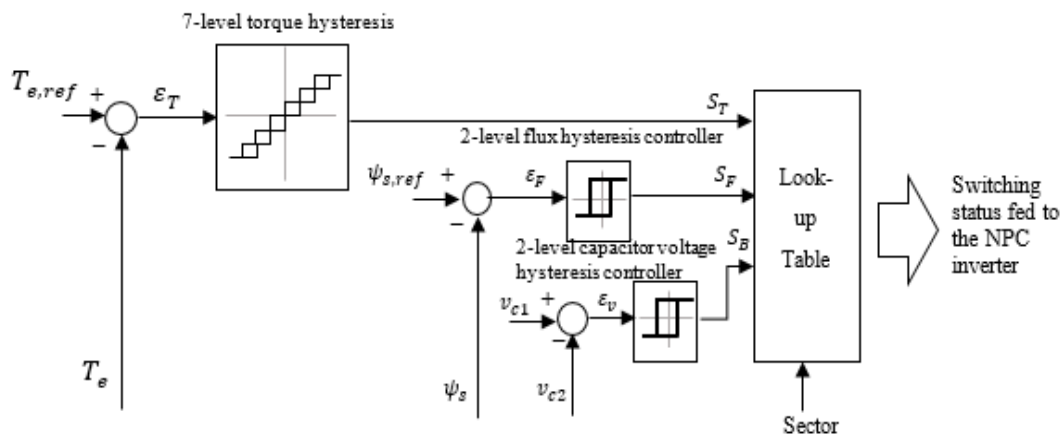 7-level torque hysteresis
T_{e,ref}
+
−
ε_T
S_T
2-level flux hysteresis controller
ψ_{s,ref}
+
−
ε_F
S_F
2-level capacitor voltage
hysteresis controller
S_B
v_{c1}
+
−
ε_v
Look-
up
Table
Switching
status fed to
the NPC
inverter
T_e
ψ_s
v_{c2}
Sector